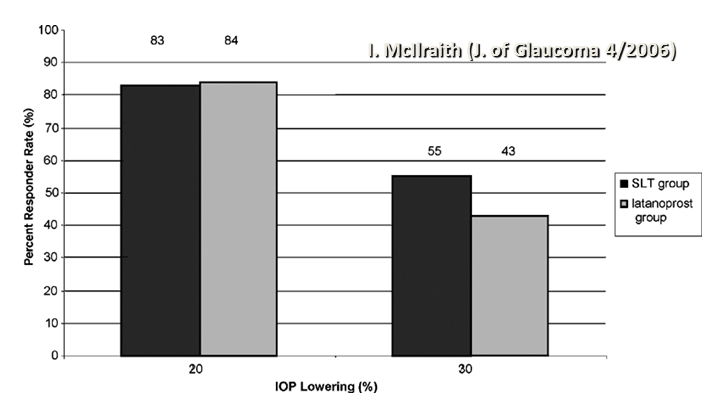 I. McIlraith (J. of Glaucoma 4/2006)
Percent Responder Rate (%)
100
90
80
70
60
50
40
30
20
10
0
83 84
55 43
20 30
IOP Lowering (%)
SLT group
latanoprost
group